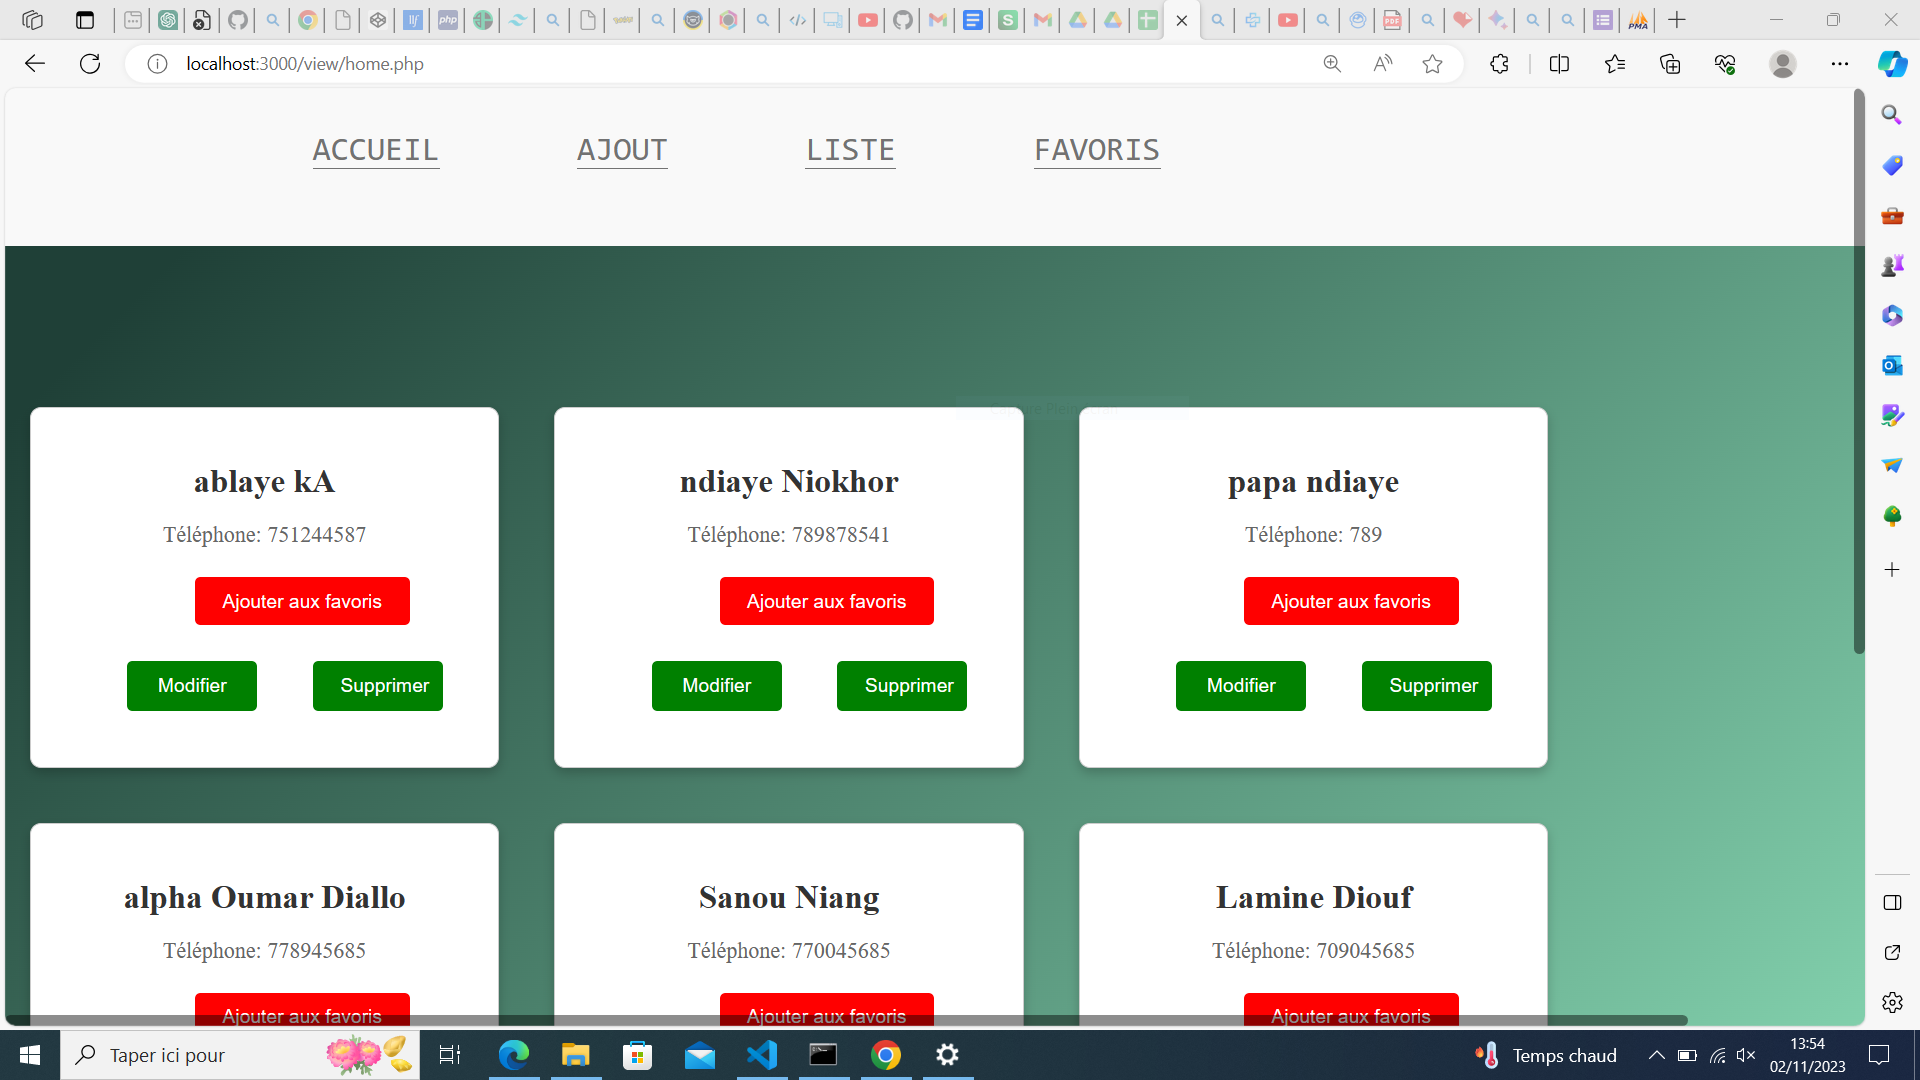 localhost:3000/view/home.php
ACCUEIL AJOUT LISTE FAVORIS
ablaye kA
Téléphone: 751244587
Ajouter aux favoris
Modifier Supprimer
ndiaye Niokhor
Téléphone: 789878541
Ajouter aux favoris
Modifier Supprimer
papa ndiaye
Téléphone: 789
Ajouter aux favoris
Modifier Supprimer
alpha Oumar Diallo
Téléphone: 778945685
Ajouter aux favoris
Sanou Niang
Téléphone: 770045685
Ajouter aux favoris
Lamine Diouf
Téléphone: 709045685
Ajouter aux favoris
Taper ici pour
Temps chaud
13:54
02/11/2023